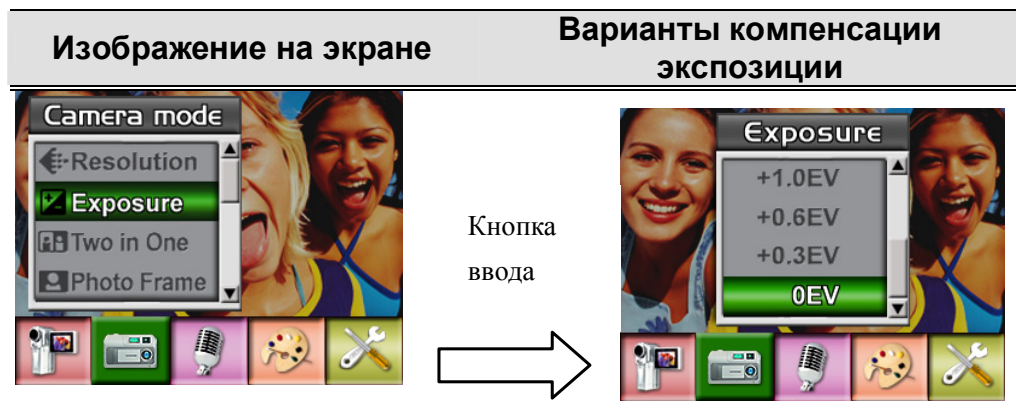 Изображение на экране
Варианты компенсации
экспозиции
Camera mode
Resolution
Exposure
Two in One
Photo Frame
Кнопка
ввода
Exposure
+1.0EV
+0.6EV
+0.3EV
0EV